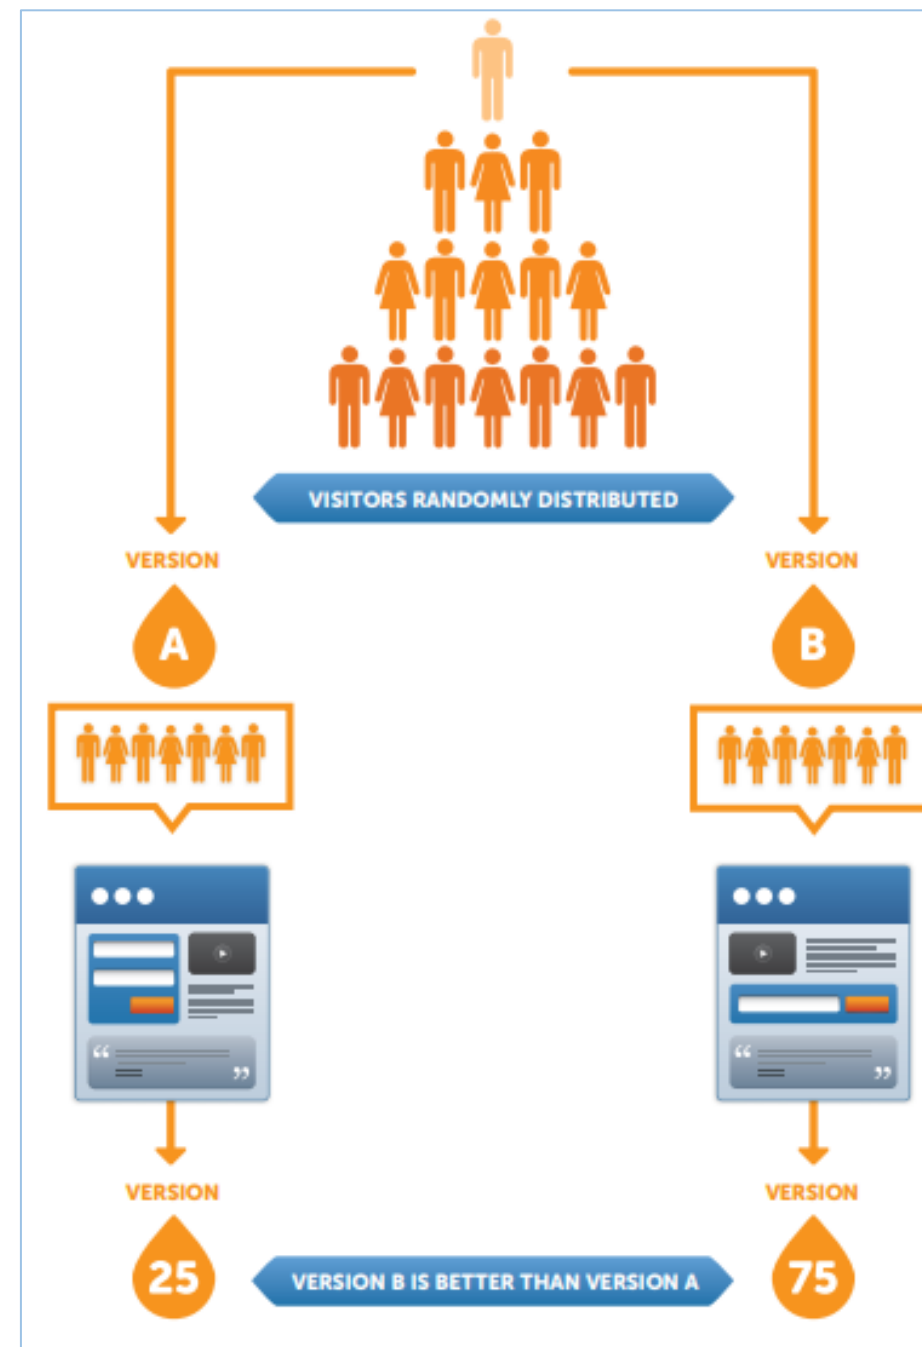 VISITORS RANDOMLY DISTRIBUTED
VERSION
VERSION
A
B
“
”
“
”
VERSION
VERSION
25
VERSION B IS BETTER THAN VERSION A
75